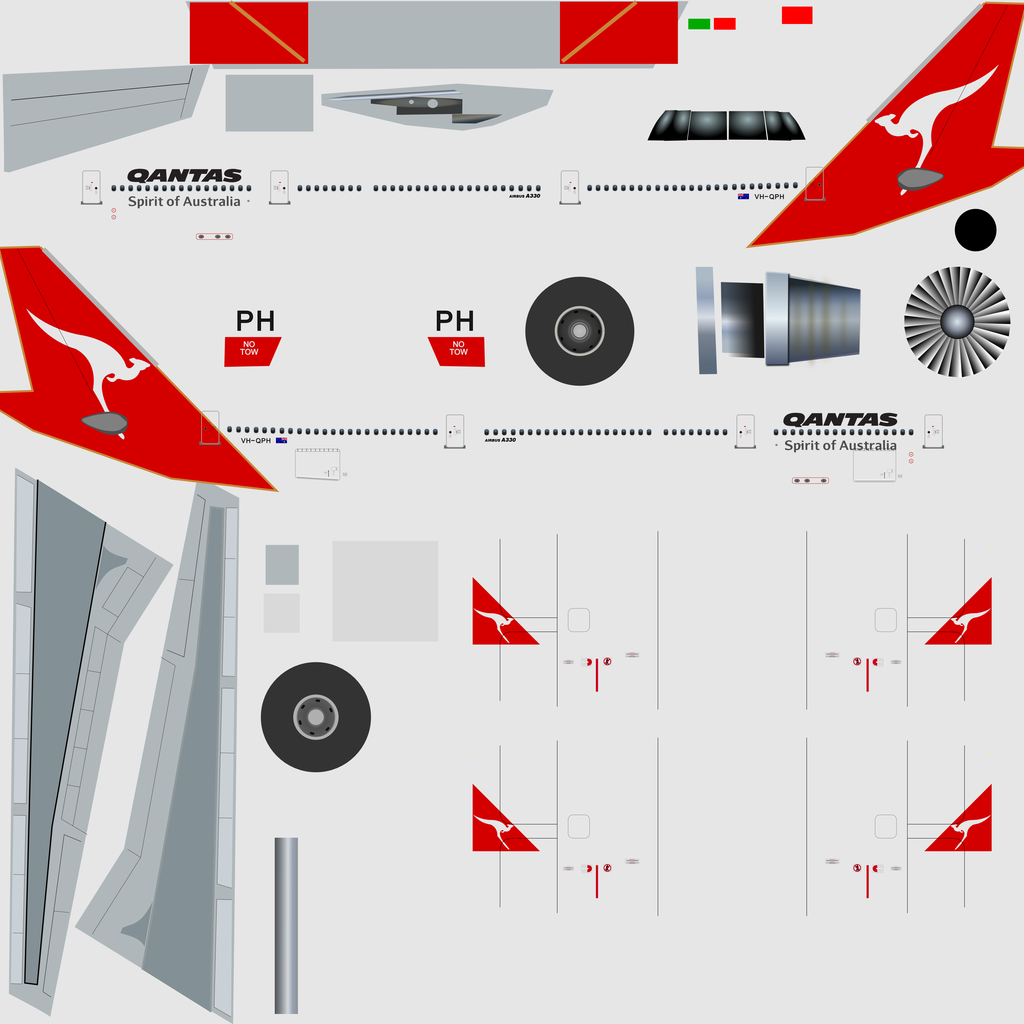 QANTAS
Spirit of Australia
AIRBUS A330
VH-QPH
PH
NO
TOW
PH
NO
TOW
VH-QPH
AIRBUS A330
QANTAS
Spirit of Australia